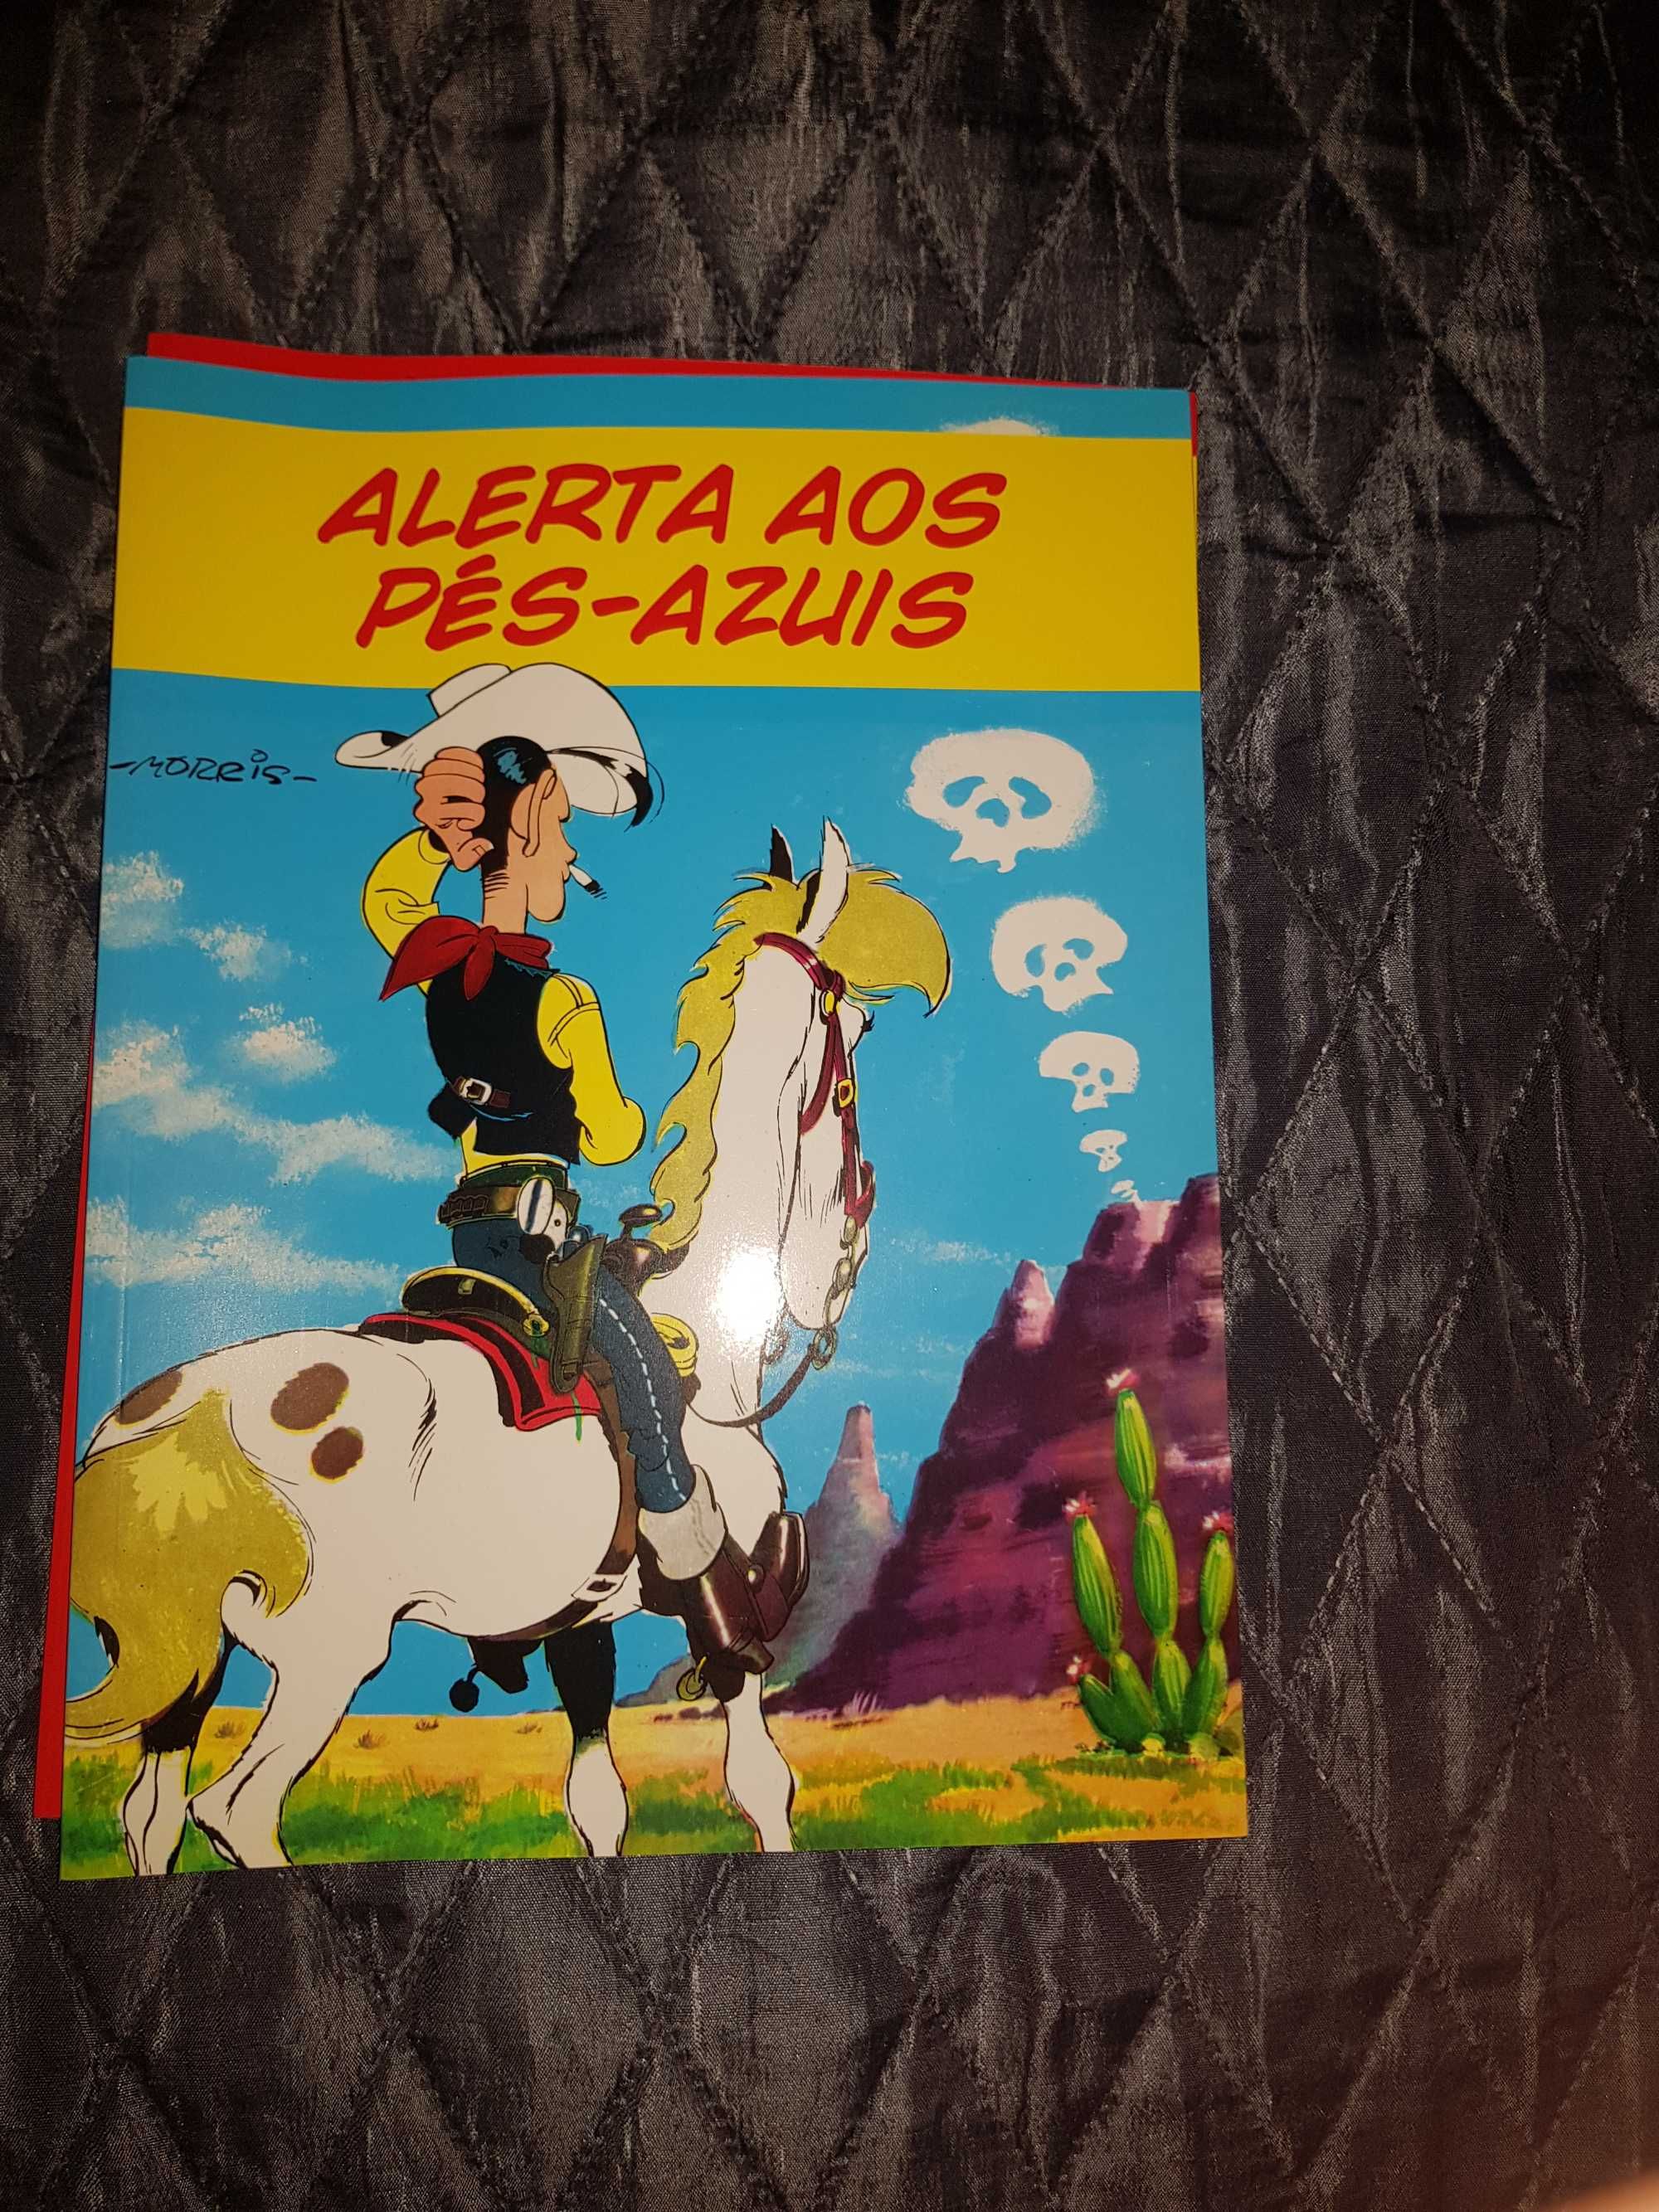 ALERTA AOS
PÉS-AZUIS
-MORRIS-